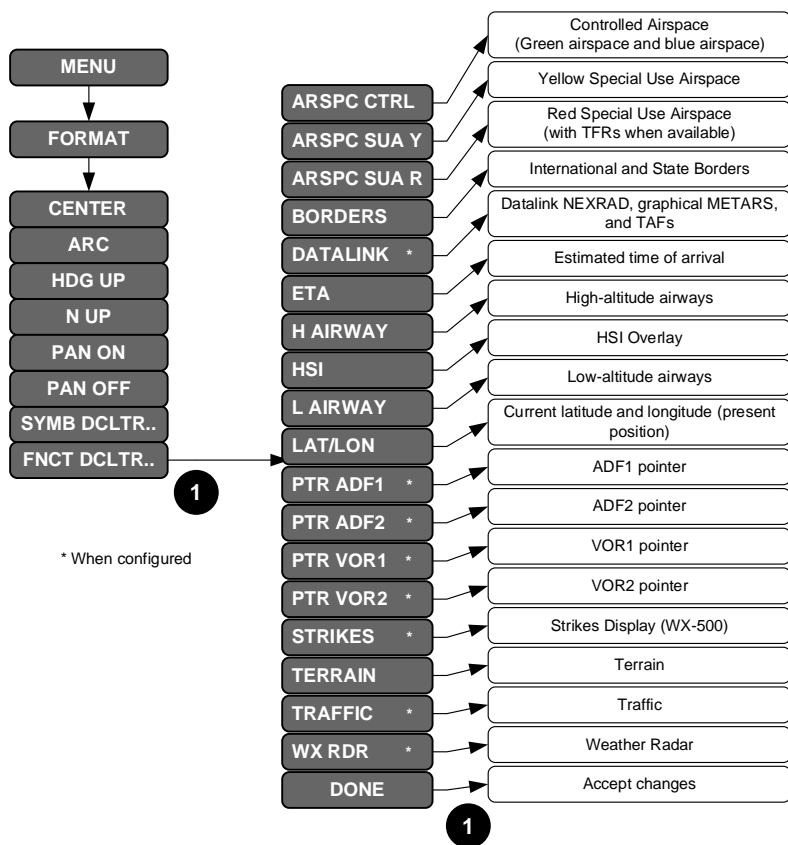 MENU
FORMAT
CENTER
ARC
HDG UP
N UP
PAN ON
PAN OFF
SYMB DCLTR..
FNCT DCLTR..
1
* When configured
ARSPC CTRL
ARSPC SUA Y
ARSPC SUA R
BORDERS
DATALINK *
ETA
H AIRWAY
HSI
L AIRWAY
LAT/LON
PTR ADF1 *
PTR ADF2 *
PTR VOR1 *
PTR VOR2 *
STRIKES *
TERRAIN
TRAFFIC *
WX RDR *
DONE
Controlled Airspace
(Green airspace and blue airspace)
Yellow Special Use Airspace
Red Special Use Airspace
(with TFRs when available)
International and State Borders
Datalink NEXRAD, graphical METARS,
and TAFs
Estimated time of arrival
High-altitude airways
HSI Overlay
Low-altitude airways
Current latitude and longitude (present
position)
ADF1 pointer
ADF2 pointer
VOR1 pointer
VOR2 pointer
Strikes Display (WX-500)
Terrain
Traffic
Weather Radar
Accept changes
1